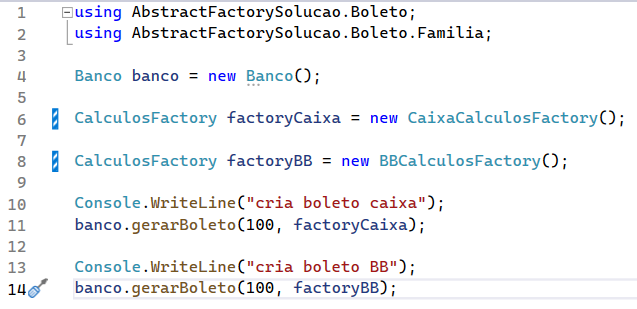 1 using AbstractFactorySolucao.Boleto;
2 using AbstractFactorySolucao.Boleto.Familia;
3
4 Banco banco = new Banco();
5
6 CalculosFactory factoryCaixa = new CaixaCalculosFactory();
7
8 CalculosFactory factoryBB = new BBCalculosFactory();
9
10 Console.WriteLine("cria boleto caixa");
11 banco.gerarBoleto(100, factoryCaixa);
12
13 Console.WriteLine("cria boleto BB");
14 banco.gerarBoleto(100, factoryBB);